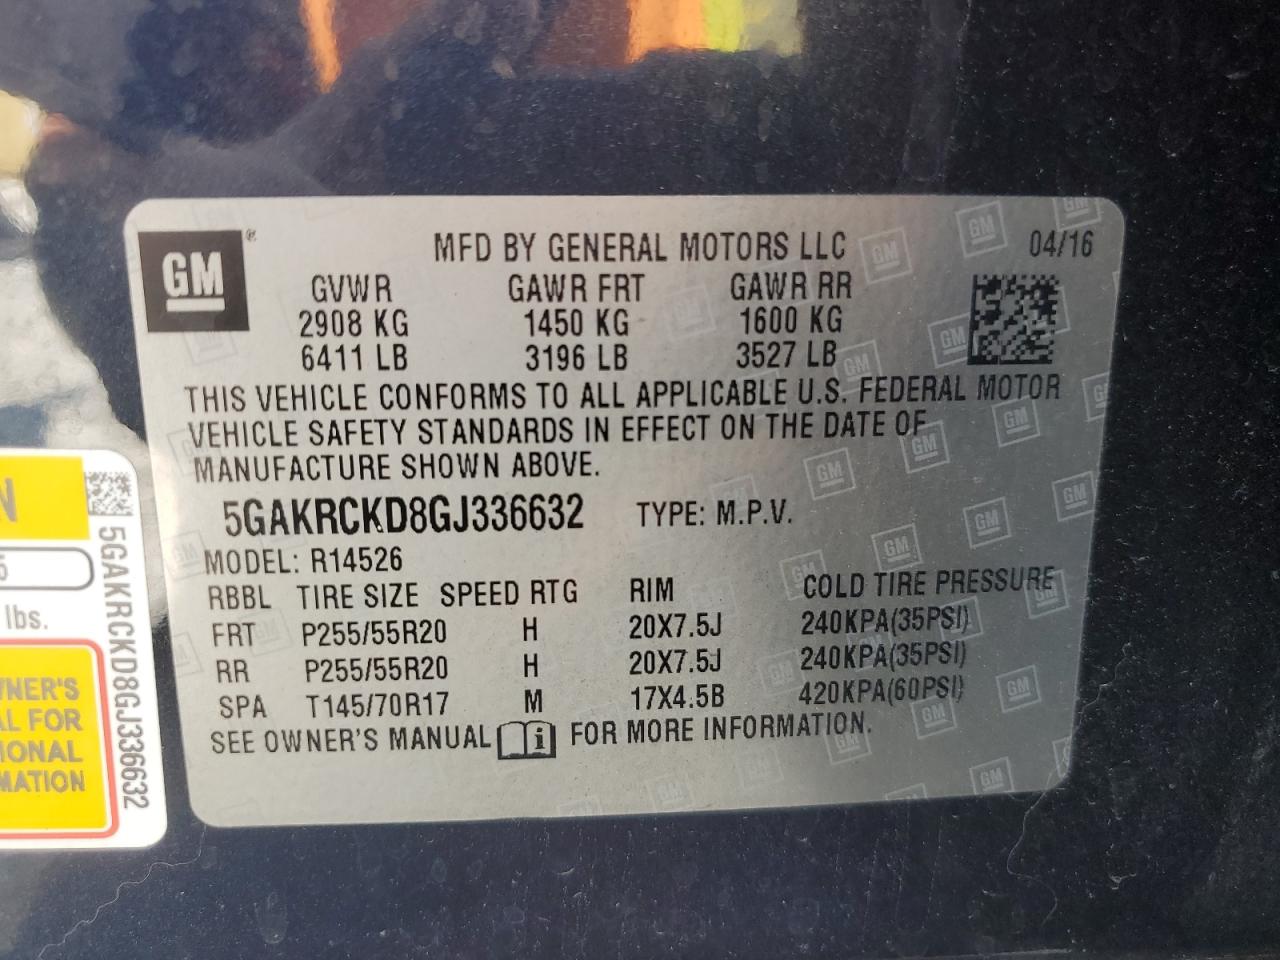 GM ®
MFD BY GENERAL MOTORS LLC 04/16
GVWR GAWR FRT GAWR RR
2908 KG 1450 KG 1600 KG
6411 LB 3196 LB 3527 LB
THIS VEHICLE CONFORMS TO ALL APPLICABLE U.S. FEDERAL MOTOR
VEHICLE SAFETY STANDARDS IN EFFECT ON THE DATE OF
MANUFACTURE SHOWN ABOVE.
5GAKRCKD8GJ336632 TYPE: M.P.V.
MODEL: R14526
RBBL TIRE SIZE SPEED RTG RIM COLD TIRE PRESSURE
FRT P255/55R20 H 20X7.5J 240KPA(35PSI)
RR P255/55R20 H 20X7.5J 240KPA(35PSI)
SPA T145/70R17 M 17X4.5B 420KPA(60PSI)
SEE OWNER'S MANUAL i FOR MORE INFORMATION.
5GAKRCKD8GJ336632
lbs.